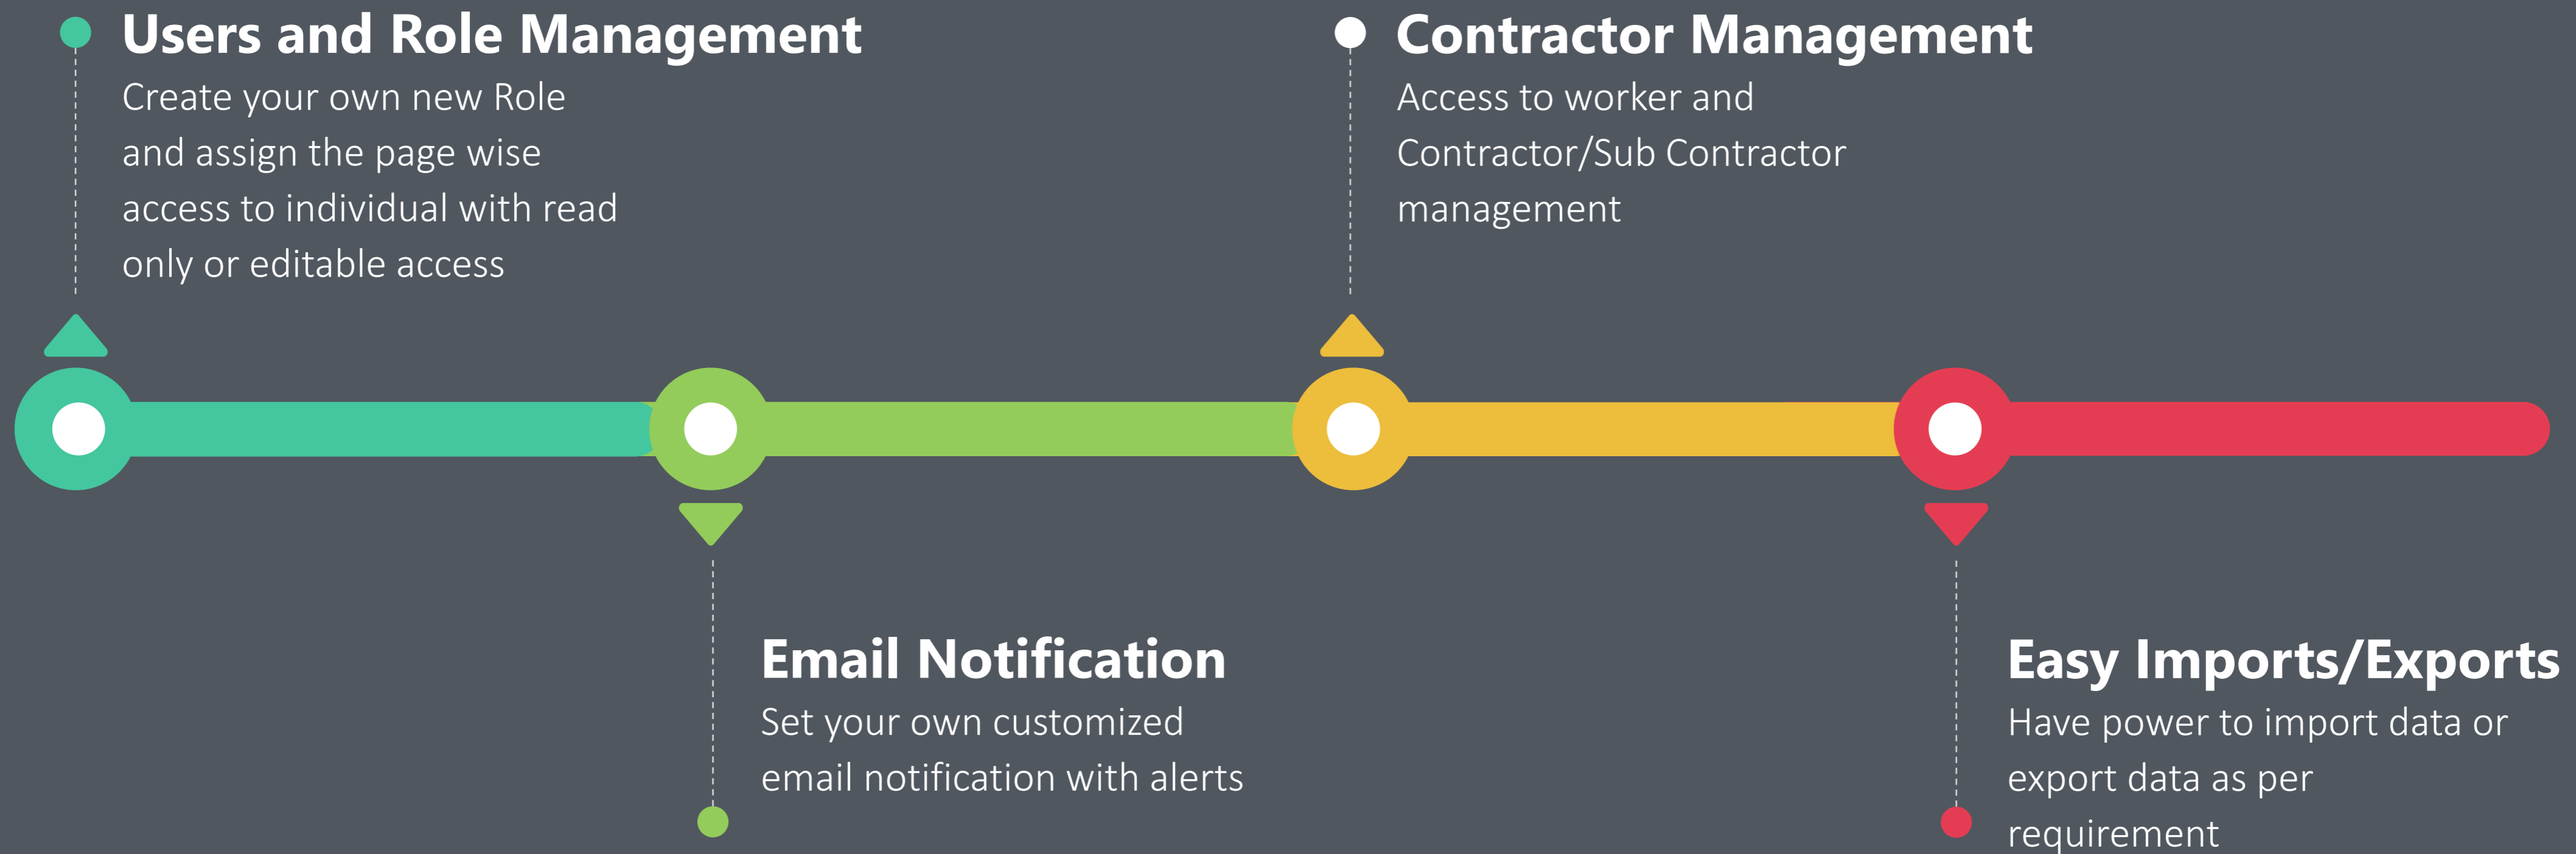 Users and Role Management
Create your own new Role
and assign the page wise
access to individual with read
only or editable access
Contractor Management
Access to worker and
Contractor/Sub Contractor
management
Email Notification
Set your own customized
email notification with alerts
Easy Imports/Exports
Have power to import data or
export data as per
requirement